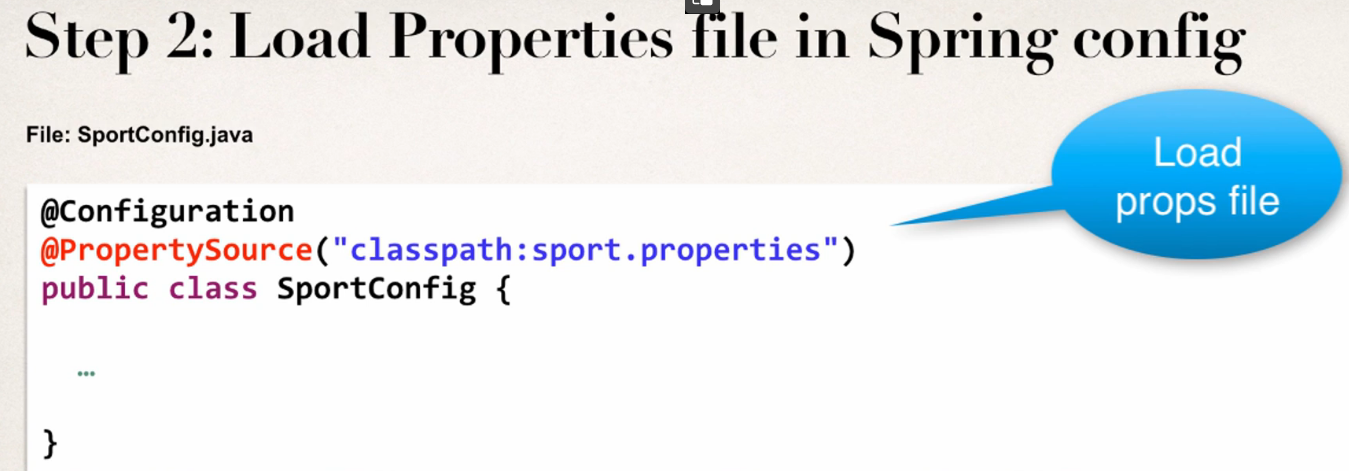 Step 2: Load Properties file in Spring config
File: SportConfig.java
Load
props file
@Configuration
@PropertySource("classpath:sport.properties")
public class SportConfig {
...
}